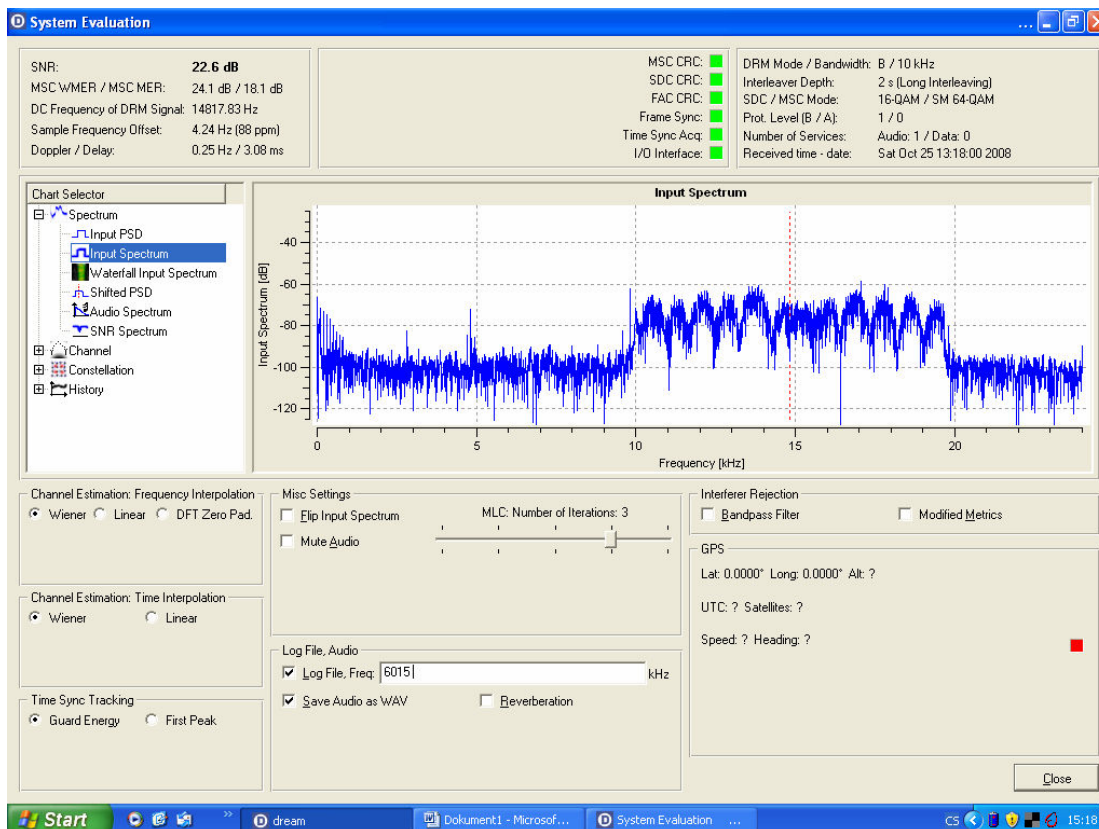 System Evaluation ...
SNR: 22.6 dB
MSC WMER / MSC MER: 24.1 dB / 18.1 dB
DC Frequency of DRM Signal: 14817.83 Hz
Sample Frequency Offset: 4.24 Hz (88 ppm)
Doppler / Delay: 0.25 Hz / 3.08 ms
MSC CRC:
SDC CRC:
FAC CRC:
Frame Sync:
Time Sync Acq:
I/O Interface:
DRM Mode / Bandwidth: B / 10 kHz
Interleaver Depth: 2 s (Long Interleaving)
SDC / MSC Mode: 16-QAM / SM 64-QAM
Prot. Level (B / A): 1 / 0
Number of Services: Audio: 1 / Data: 0
Received time - date: Sat Oct 25 13:18:00 2008
Chart Selector
Spectrum
Input PSD
Input Spectrum
Waterfall Input Spectrum
Shifted PSD
Audio Spectrum
SNR Spectrum
Channel
Constellation
History
Input Spectrum
Input Spectrum [dB]
-40
-60
-80
-100
-120
0 5 10 15 20
Frequency [kHz]
Channel Estimation: Frequency Interpolation
Wiener Linear DFT Zero Pad.
Channel Estimation: Time Interpolation
Wiener Linear
Time Sync Tracking
Guard Energy First Peak
Misc Settings
Flip Input Spectrum
Mute Audio
MLC: Number of Iterations: 3
Log File, Audio
Log File, Freq: 6015 kHz
Save Audio as WAV Reverberation
Interferer Rejection
Bandpass Filter Modified Metrics
GPS
Lat: 0.0000° Long: 0.0000° Alt: ?
UTC: ? Satellites: ?
Speed: ? Heading: ?
Close
Start » dream Dokument1 - Microsof... System Evaluation ... CS 15:18